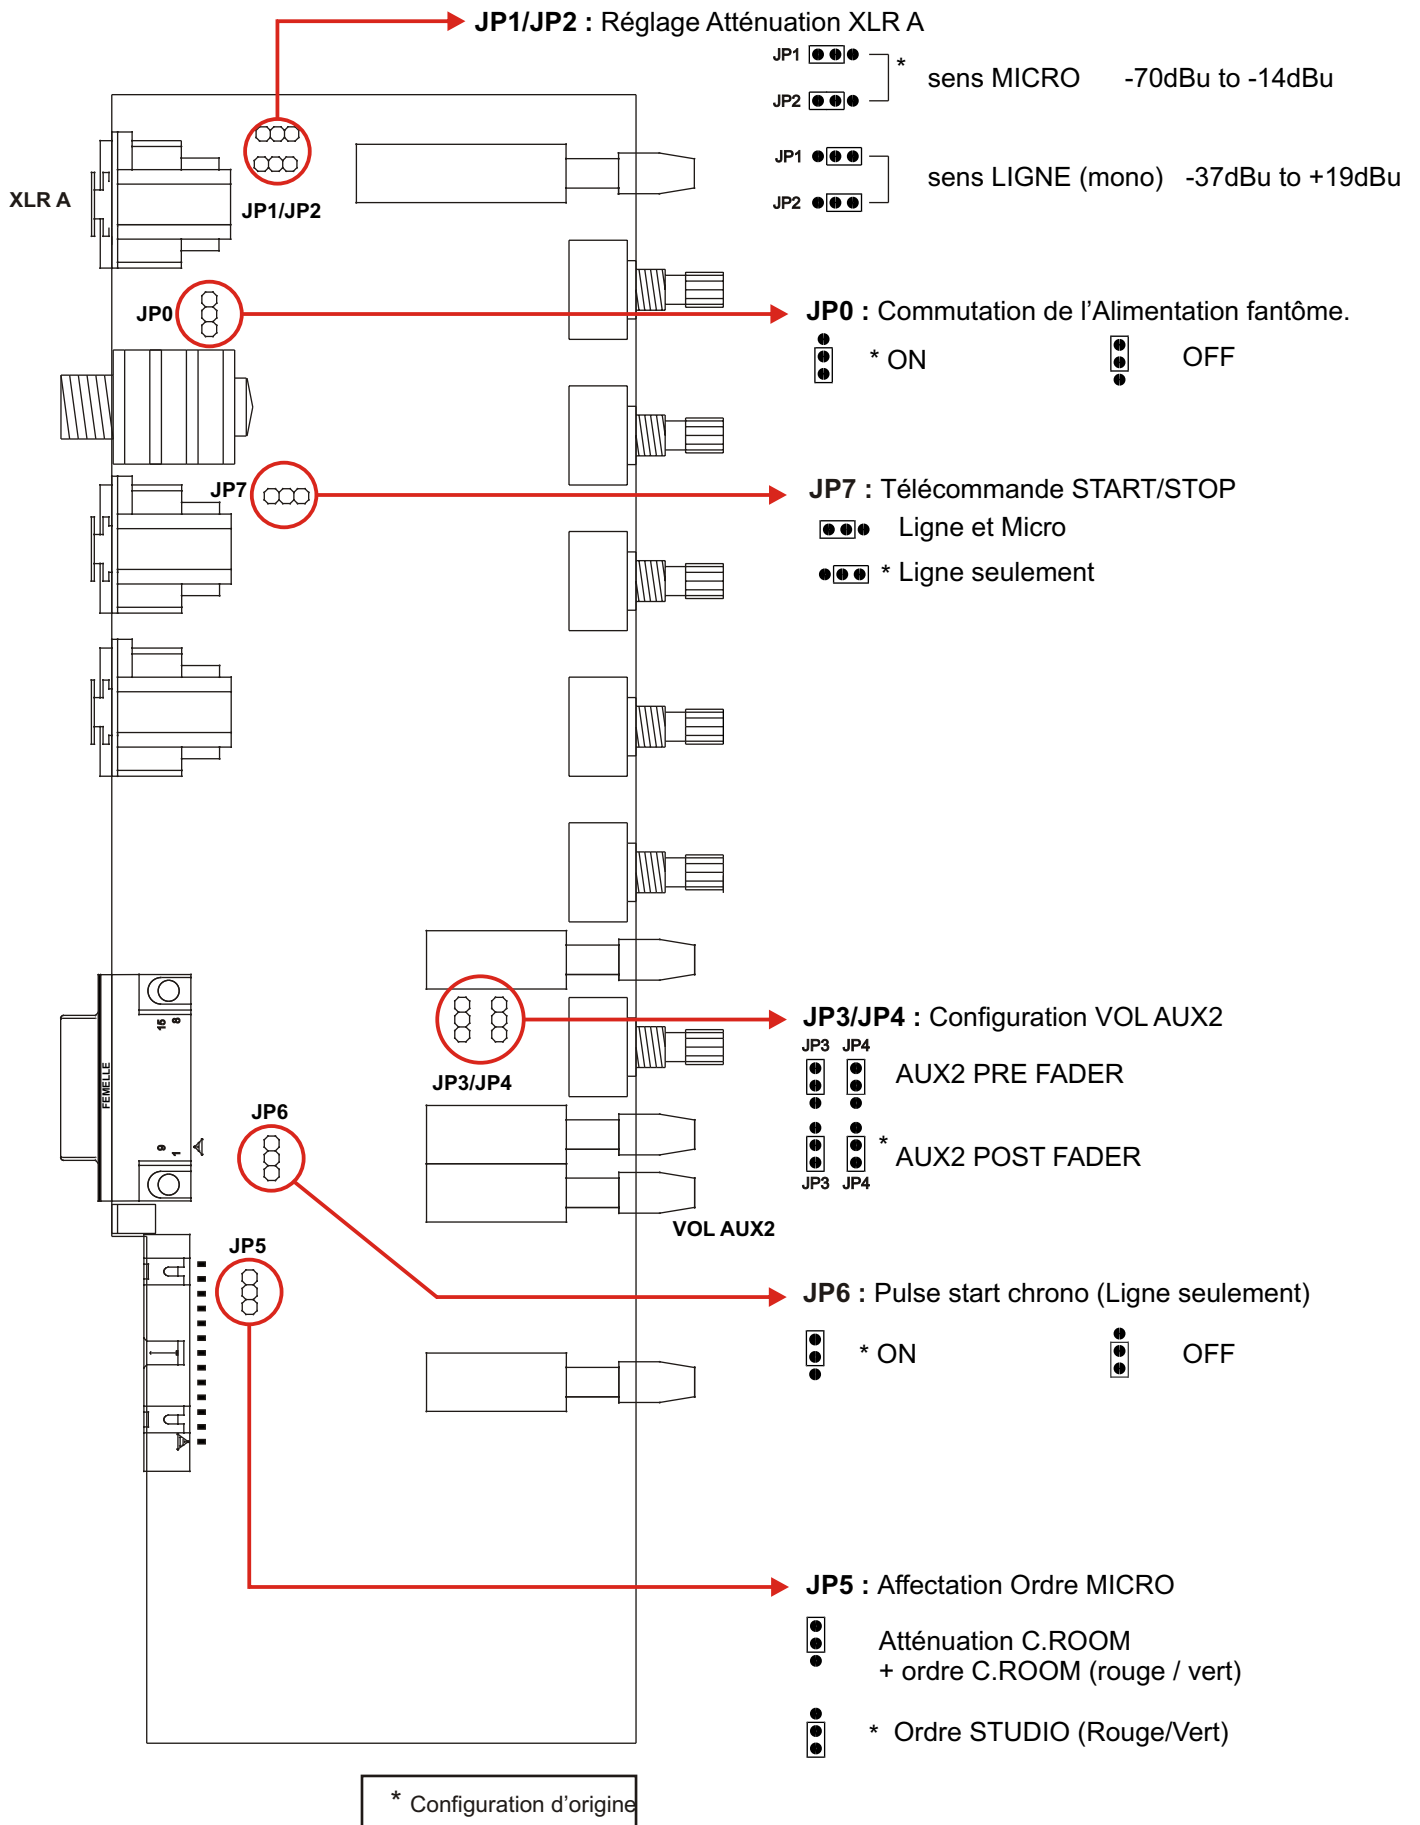 JP1/JP2 : Réglage Atténuation XLR A
JP1
*
sens MICRO -70dBu to -14dBu
JP2
JP1
sens LIGNE (mono) -37dBu to +19dBu
JP2
XLR A
JP1/JP2
JP0
JP0 : Commutation de l'Alimentation fantôme.
* ON
OFF
JP7
JP7 : Télécommande START/STOP
Ligne et Micro
* Ligne seulement
15 8
FEMELLE
9 1
JP3/JP4
JP3/JP4 : Configuration VOL AUX2
JP3 JP4
AUX2 PRE FADER
* AUX2 POST FADER
JP3 JP4
JP6
VOL AUX2
JP5
JP6 : Pulse start chrono (Ligne seulement)
* ON
OFF
JP5 : Affectation Ordre MICRO
Atténuation C.ROOM
+ ordre C.ROOM (rouge / vert)
* Ordre STUDIO (Rouge/Vert)
* Configuration d'origine